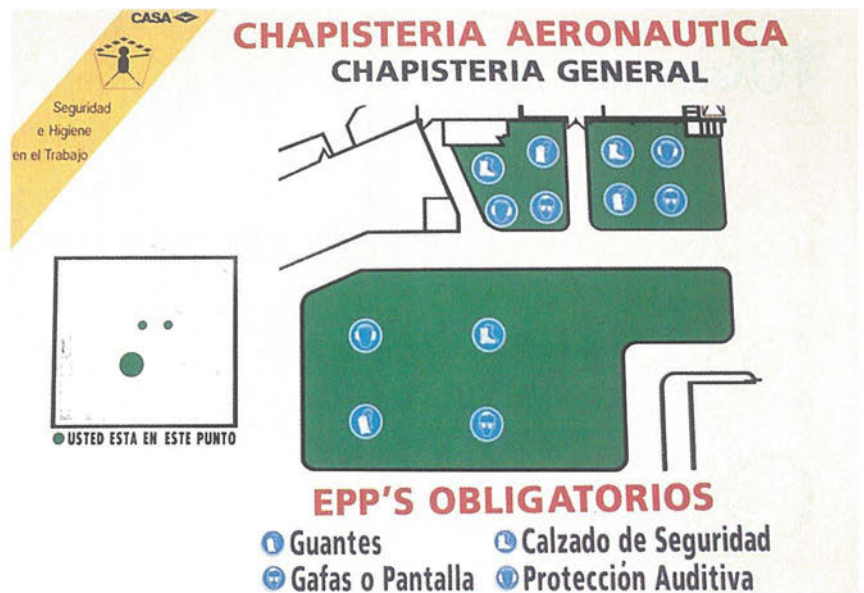 CASA
CHAPISTERIA AERONAUTICA
CHAPISTERIA GENERAL
Seguridad
e Higiene
en el Trabajo
USTED ESTA EN ESTE PUNTO
EPP'S OBLIGATORIOS
Guantes
Calzado de Seguridad
Gafas o Pantalla
Protección Auditiva